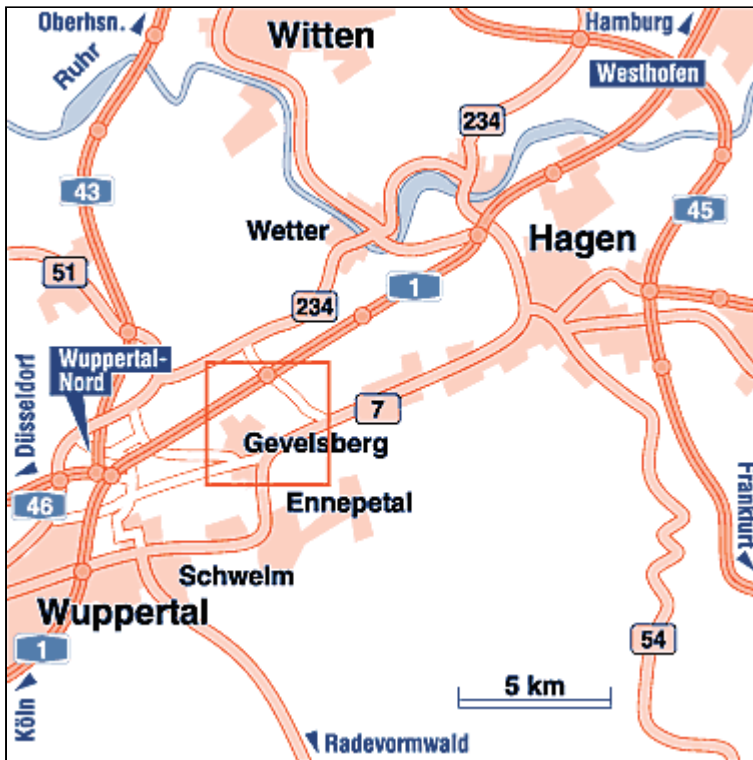 Oberhsn.
Witten
Hamburg
Ruhr
Westhofen
234
43
45
Wetter
Hagen
51
1
234
Wuppertal-
Nord
Düsseldorf
7
Gevelsberg
46
Ennepetal
Frankfurt
Schwelm
Wuppertal
1
54
5 km
Köln
Radevormwald